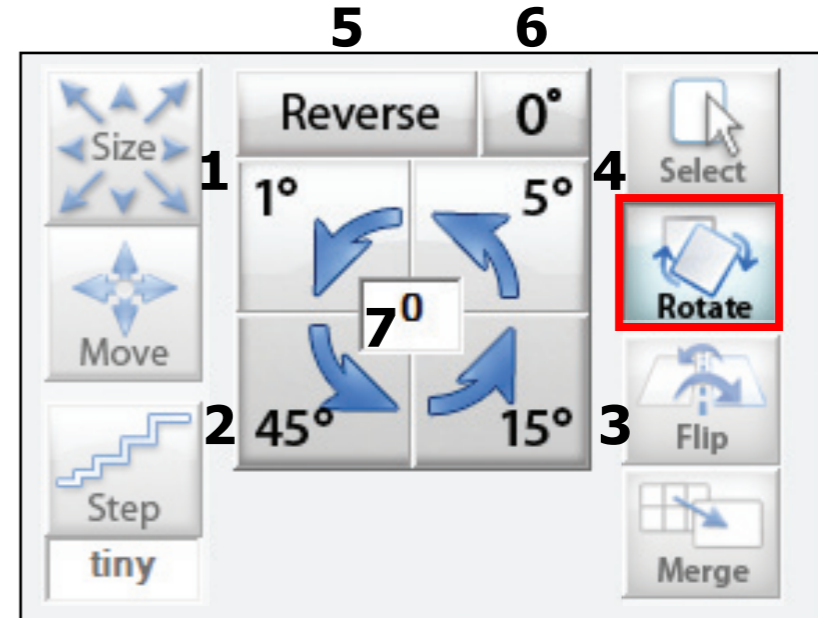 5 6
Size
Reverse
0°
Select
1
1°
5°
4
Rotate
7
0
Move
2
45°
15°
3
Flip
Step
tiny
Merge